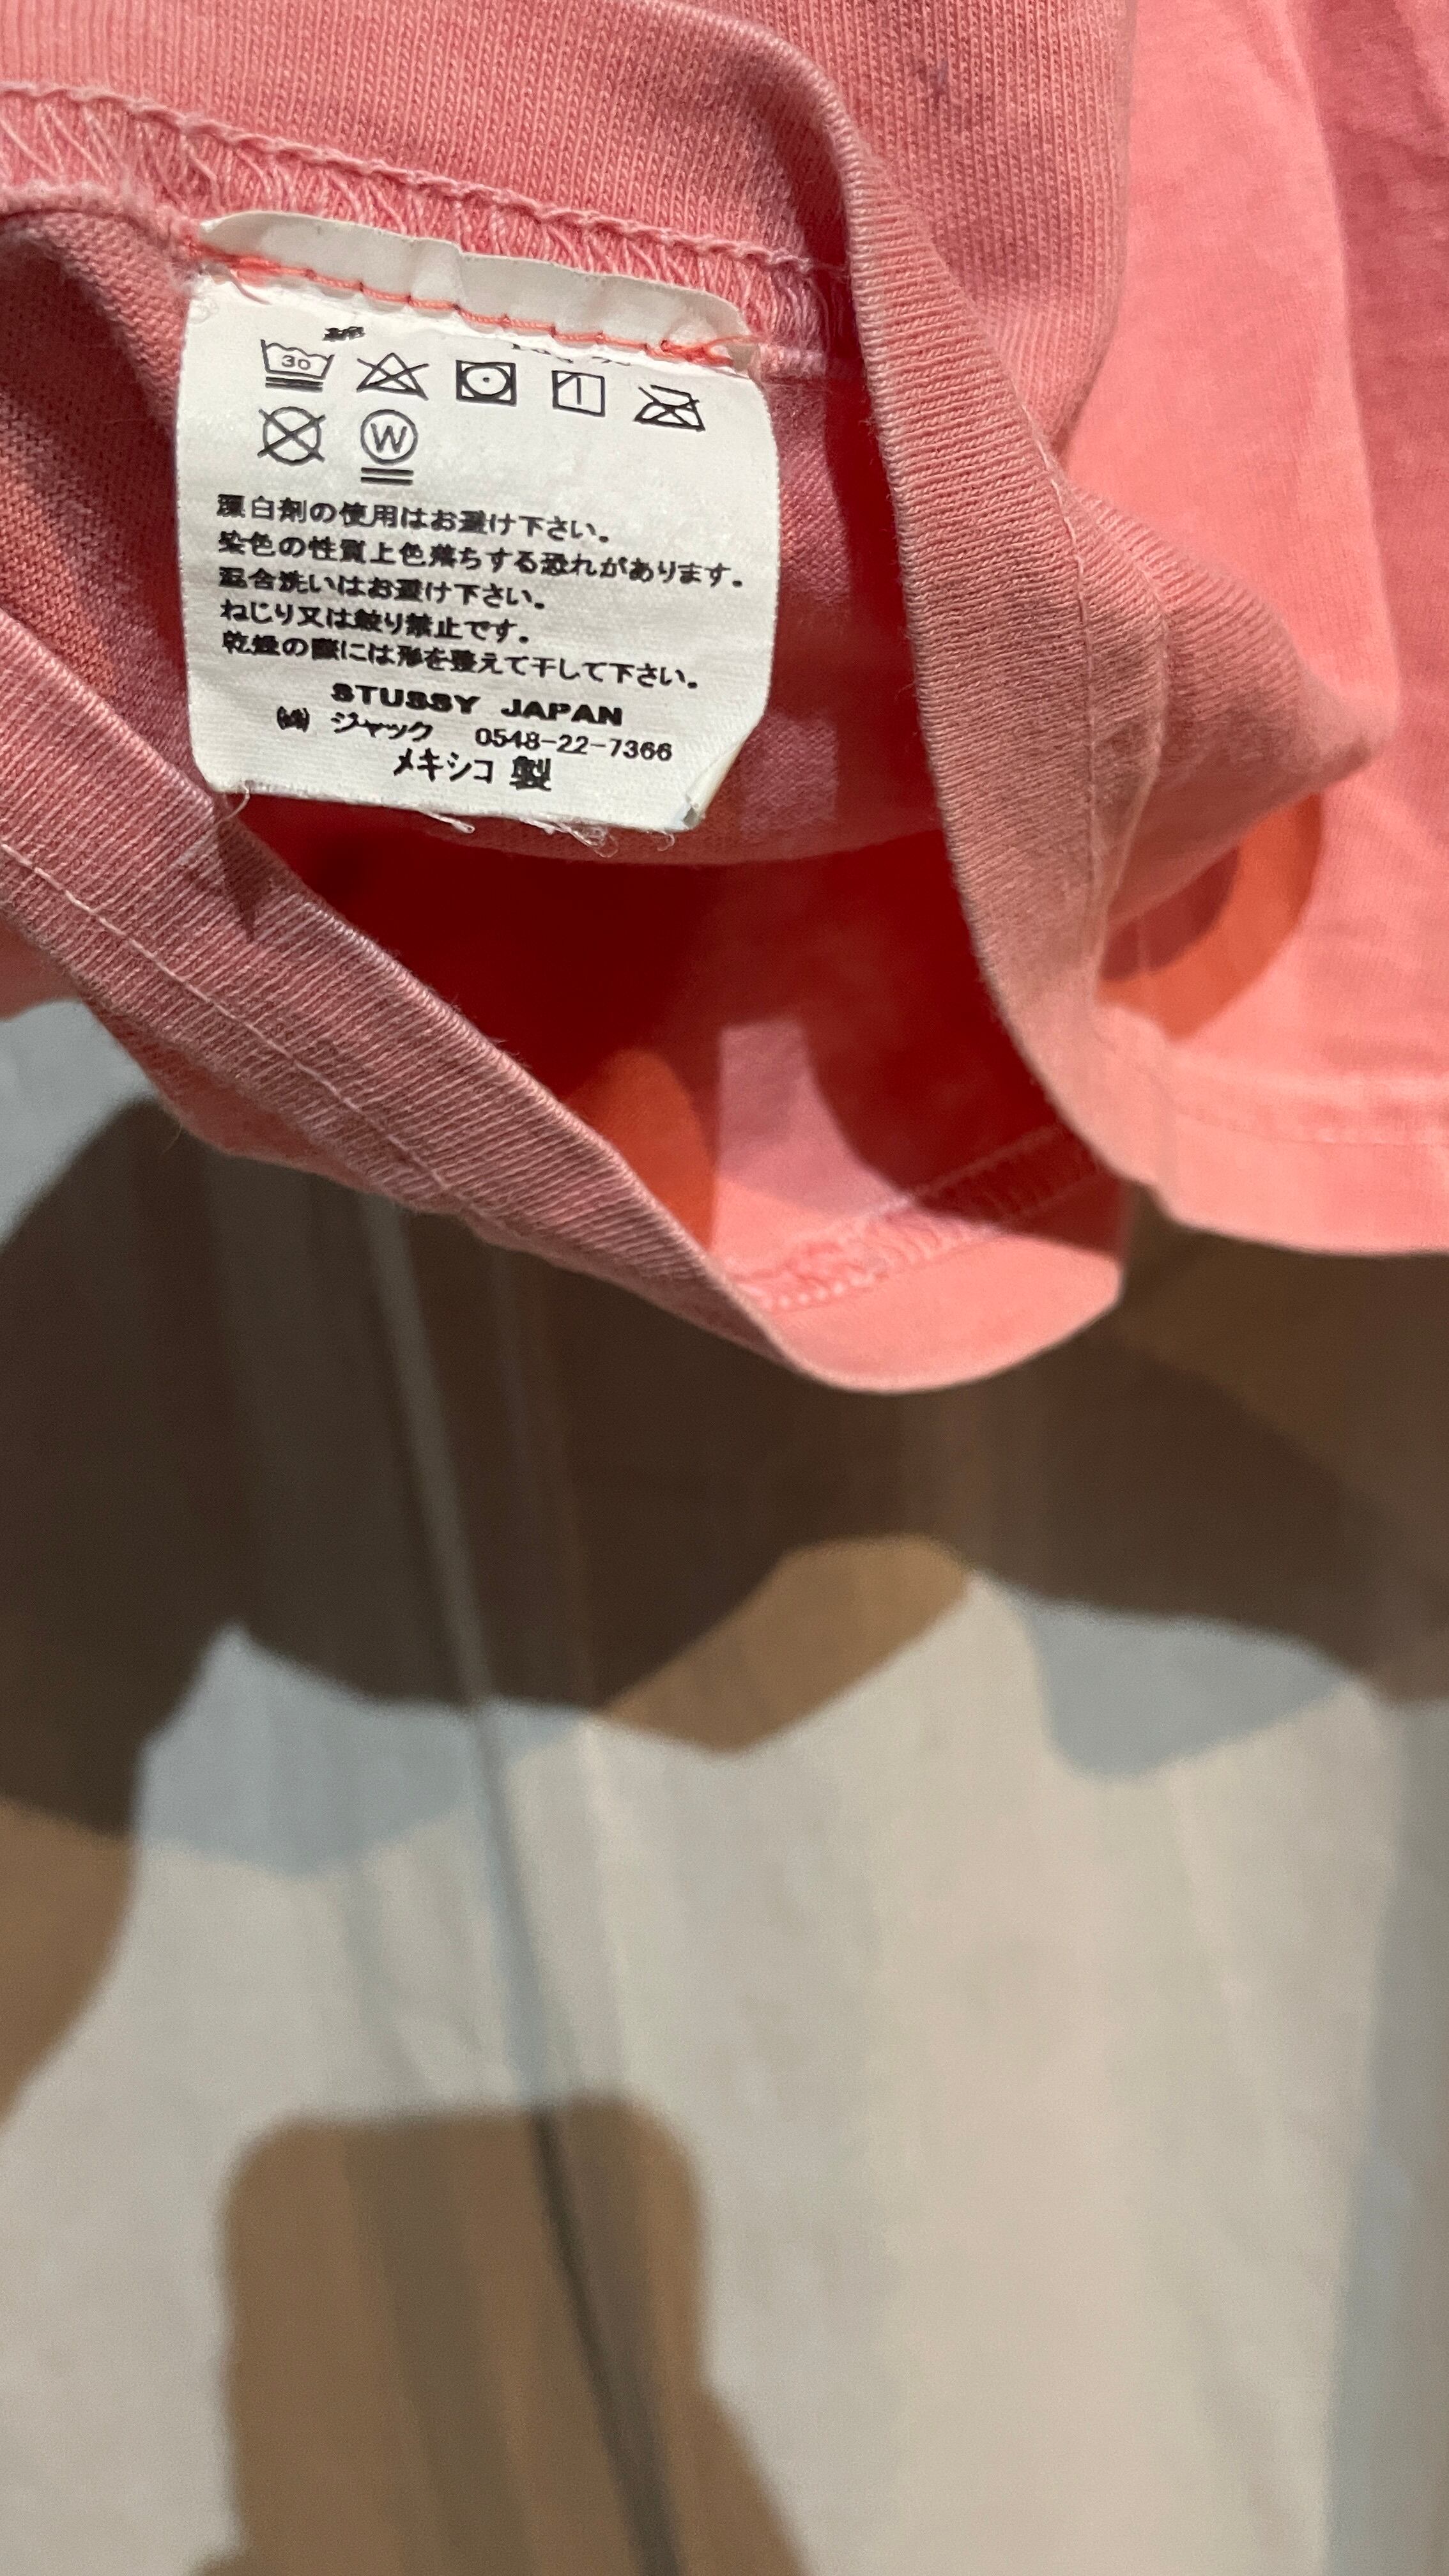 30
W
漂白剤の使用はお避け下さい。
染色の性質上色落ちする恐れがあります。
混合洗いはお避け下さい。
ねじり又は絞り禁止です。
乾燥の際には形を整えて干して下さい。
STUSSY JAPAN
㈱ ジャック 0548-22-7366
メキシコ 製